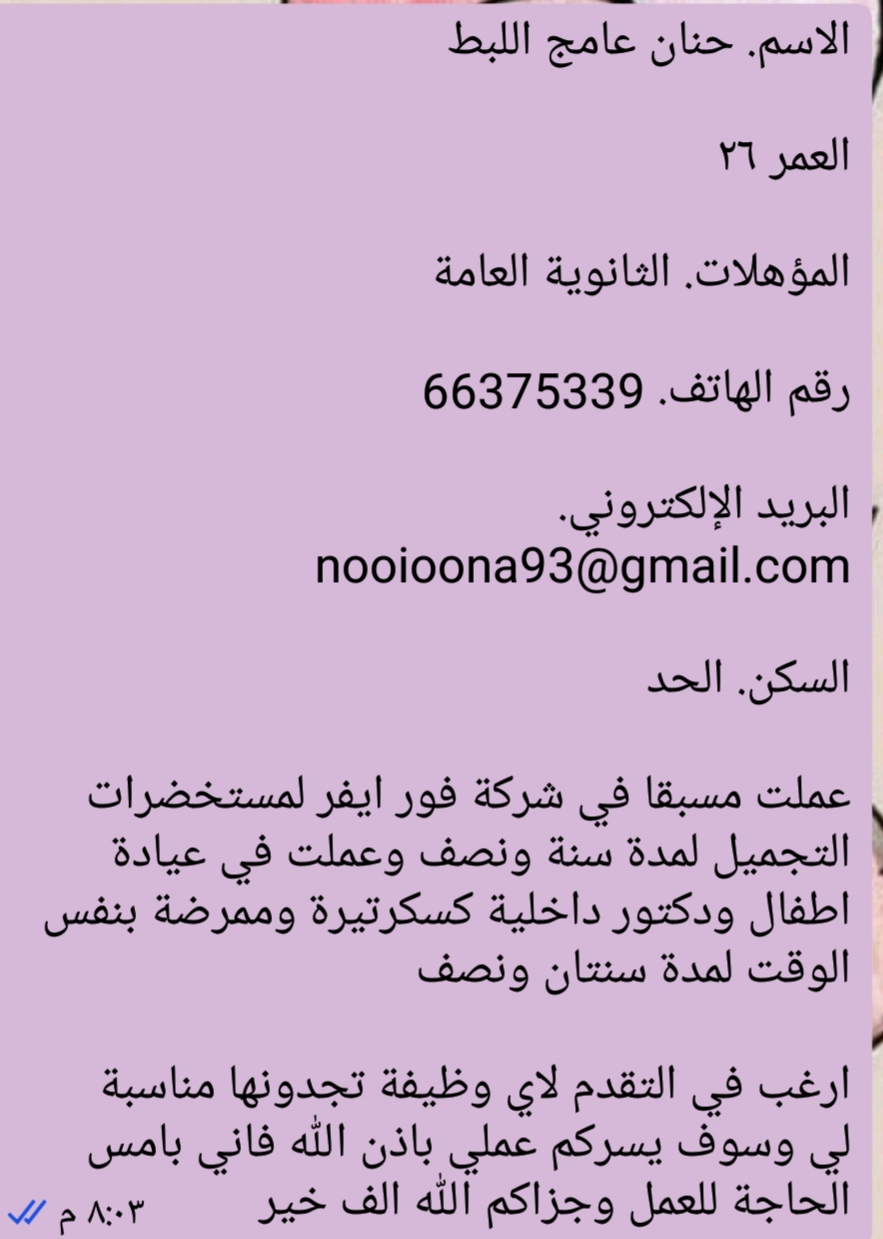 الاسم. حنان عامج اللبط
العمر ٢٦
المؤهلات. الثانوية العامة
رقم الهاتف. 66375339
البريد الإلكتروني.
nooioona93@gmail.com
السكن. الحد
عملت مسبقا في شركة فور ايفر لمستخضرات
التجميل لمدة سنة ونصف وعملت في عيادة
اطفال ودكتور داخلية كسكرتيرة وممرضة بنفس
الوقت لمدة سنتان ونصف
ارغب في التقدم لاي وظيفة تجدونها مناسبة
لي وسوف يسركم عملي باذن الله فاني بامس
الحاجة للعمل وجزاكم الله الف خير
٨:٠٣ م